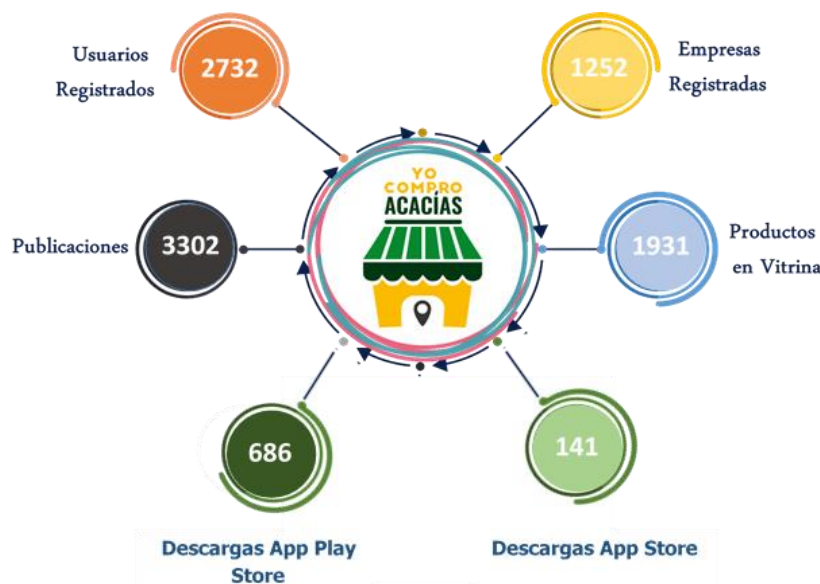 Usuarios
Registrados
2732
1252
Empresas
Registradas
YO
COMPRO
ACACÍAS
Publicaciones
3302
1931
Productos
en Vitrina
686
141
Descargas App Play
Store
Descargas App Store